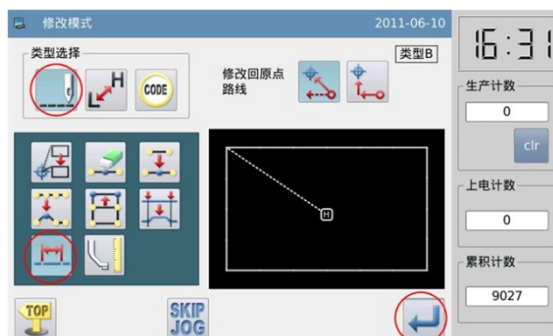 修改模式
2011-06-10
类型选择
类型B
16:31
L
H
CODE
修改回原点
路线
生产计数
0
clr
H
上电计数
0
累积计数
9027
TOP
SKIP
JOG